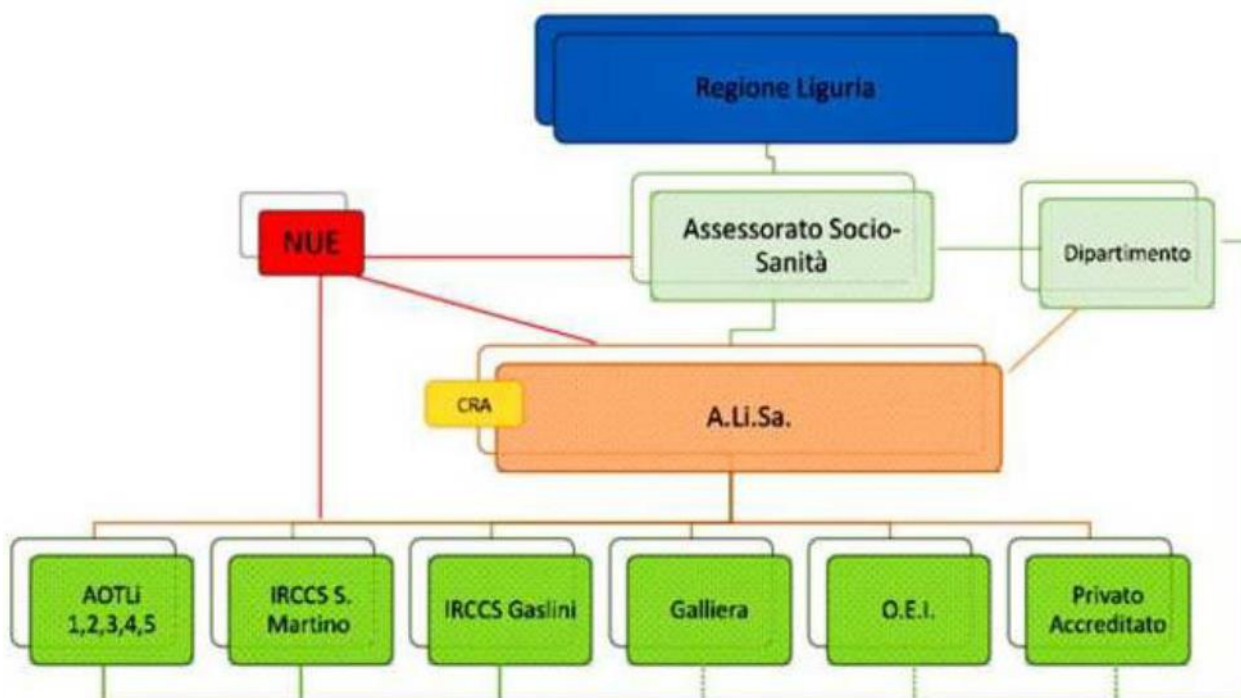 Regione Liguria
NUE
Assessorato Socio-
Sanità
Dipartimento
CRA
A.Li.Sa.
AOTLi
1,2,3,4,5
IRCCS S.
Martino
IRCCS Gaslini
Galliera
O.E.I.
Privato
Accreditato